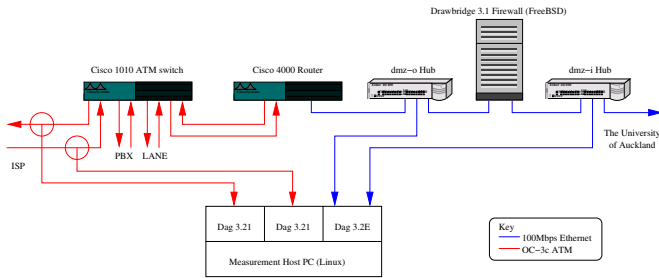 Drawbridge 3.1 Firewall (FreeBSD)
Cisco 1010 ATM switch
Cisco 4000 Router
dmz-o Hub
dmz-i Hub
PBX
LANE
ISP
The University
of Auckland
Dag 3.21
Dag 3.21
Dag 3.2E
Measurement Host PC (Linux)
Key
100Mbps Ethernet
OC-3c ATM